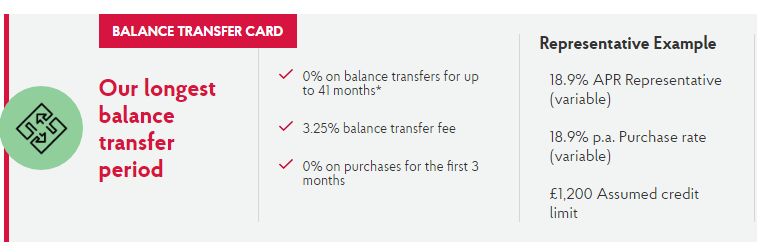 BALANCE TRANSFER CARD
Our longest
balance
transfer
period
0% on balance transfers for up
to 41 months*
3.25% balance transfer fee
0% on purchases for the first 3
months
Representative Example
18.9% APR Representative
(variable)
18.9% p.a. Purchase rate
(variable)
£1,200 Assumed credit
limit